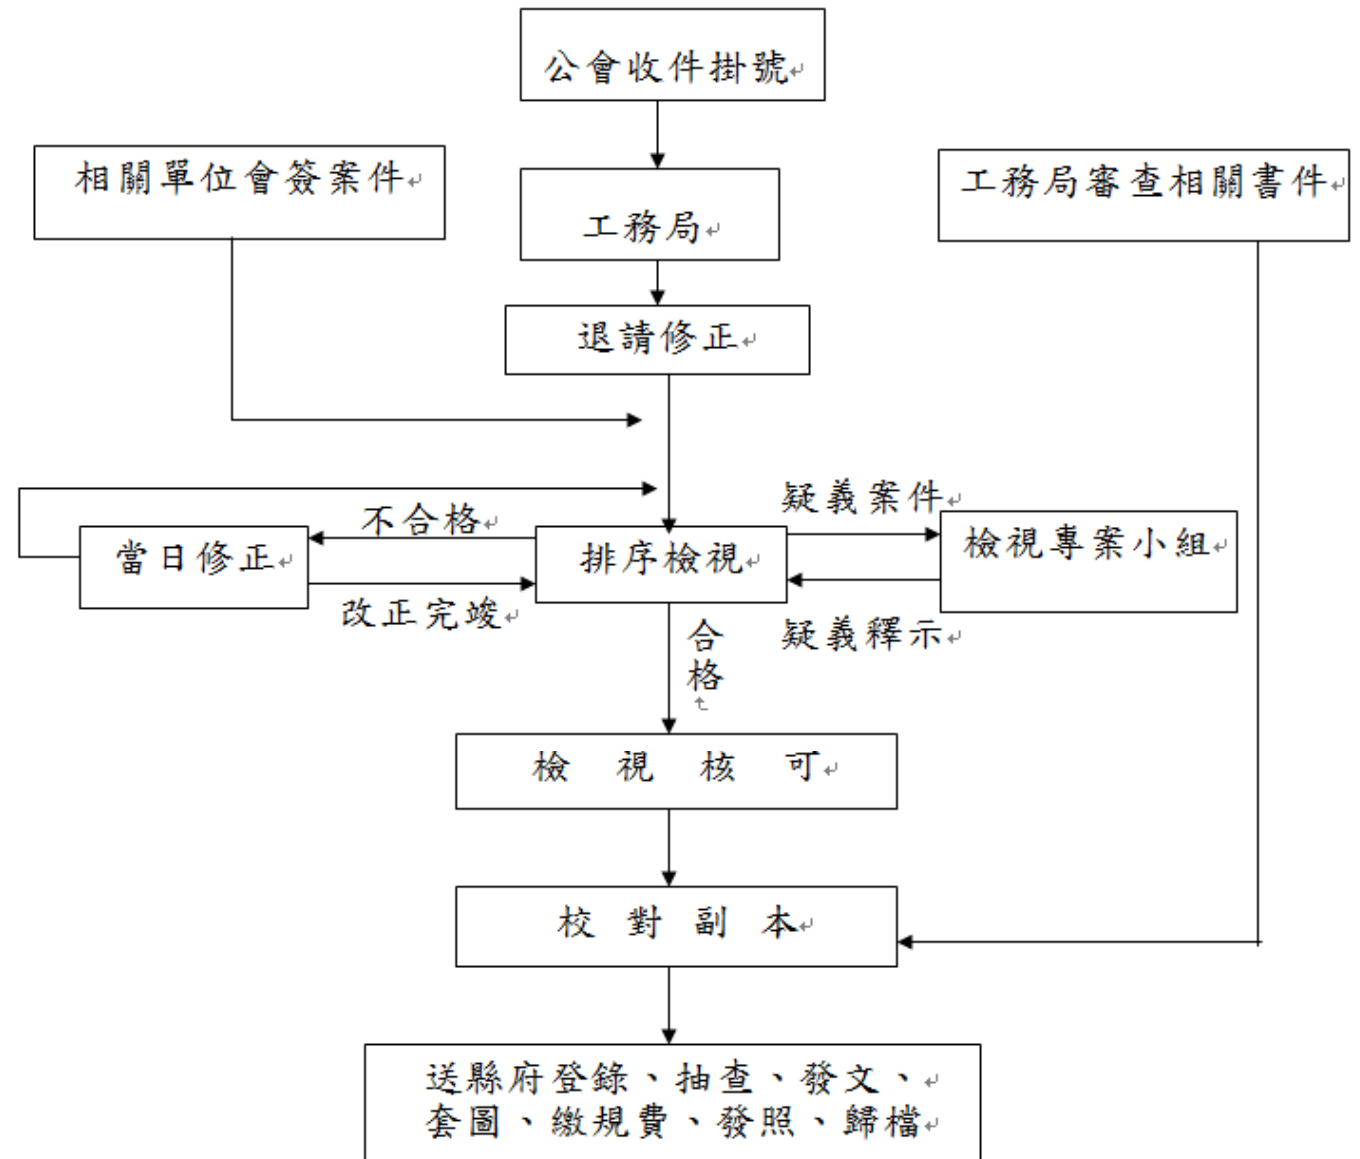 公會收件掛號
相關單位會簽案件
工務局審查相關書件
工務局
退請修正
疑義案件
不合格
當日修正
排序檢視
檢視專案小組
改正完竣
疑義釋示
合
格
檢視核可
校對副本
送縣府登錄、抽查、發文、
套圖、繳規費、發照、歸檔